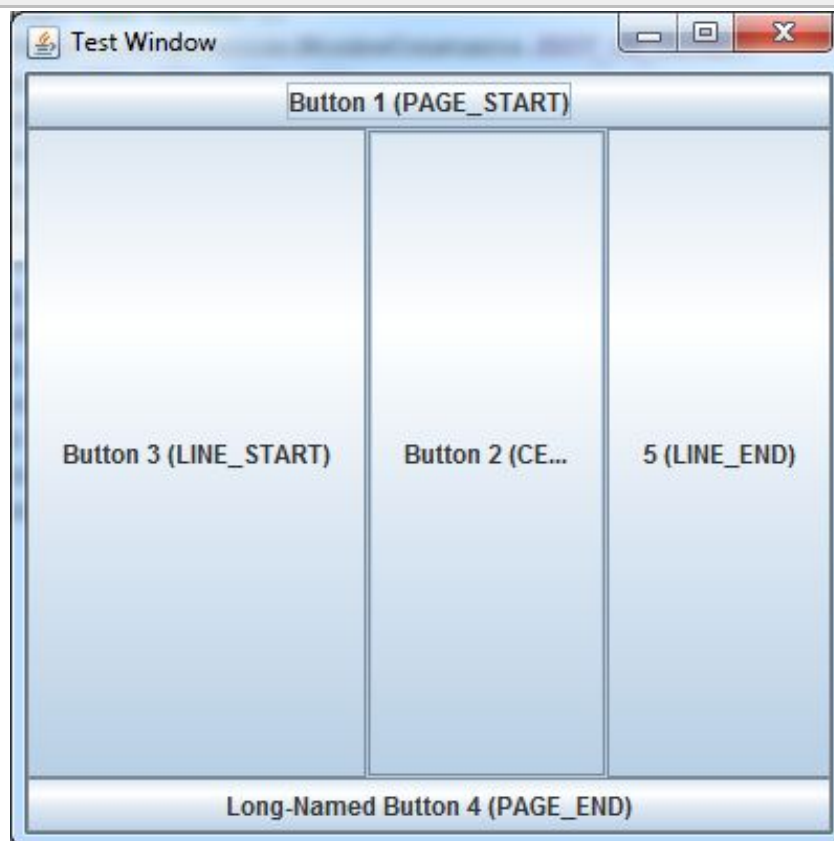 Test Window
Button 1 (PAGE_START)
Button 3 (LINE_START)
Button 2 (CE...
5 (LINE_END)
Long-Named Button 4 (PAGE_END)